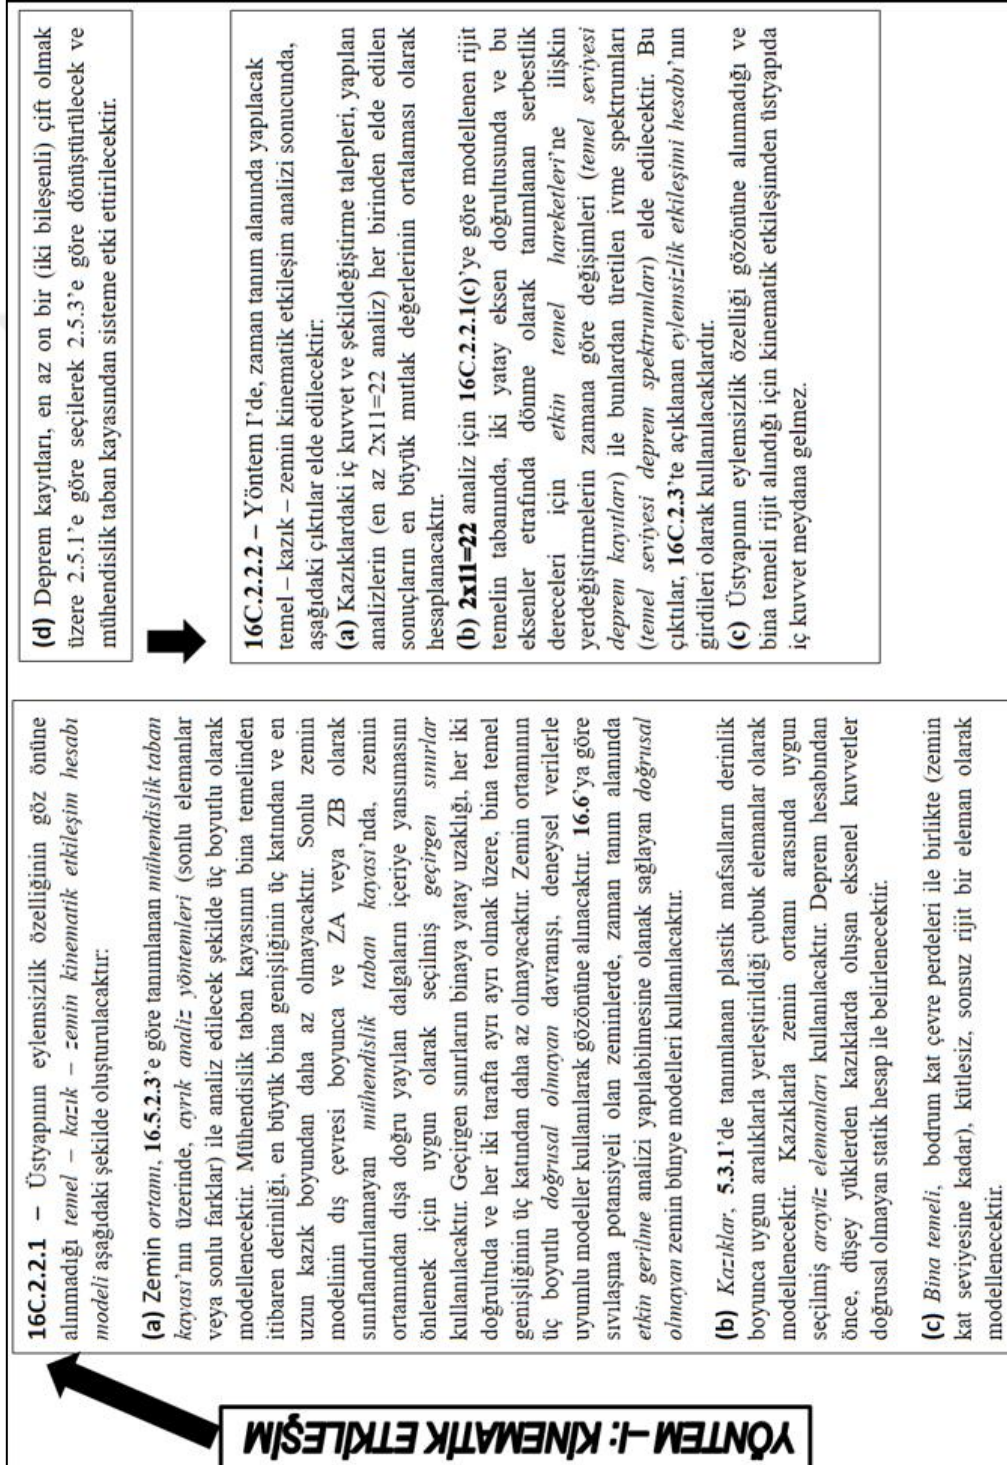 YÖNTEM –I: KİNEMATİK ETKİLEŞİM
16C.2.2.1 – Üstyapının eylemsizlik özelliğinin göz önüne
alınmadığı temel – kazık – zemin kinematik etkileşim hesabı
modeli aşağıdaki şekilde oluşturulacaktır:
(a) Zemin ortamı, 16.5.2.3'e göre tanımlanan mühendislik taban
kayası'nın üzerinde, ayrık analiz yöntemleri (sonlu elemanlar
veya sonlu farklar) ile analiz edilecek şekilde üç boyutlu olarak
modellenecektir. Mühendislik taban kayasının bina temelinden
itibaren derinliği, en büyük bina genişliğinin üç katından ve en
uzun kazık boyundan daha az olmayacaktır. Sonlu zemin
modelinin dış çevresi boyunca ve ZA veya ZB olarak
sınıflandırılamayan mühendislik taban kayası'nda, zemin
ortamından dışa doğru yayılan dalgaların içeriye yansımasını
önlemek için uygun olarak seçilmiş geçirgen sınırlar
kullanılacaktır. Geçirgen sınırların binaya yatay uzaklığı, her iki
doğrultuda ve her iki tarafta ayrı ayrı olmak üzere, bina temel
genişliğinin üç katından daha az olmayacaktır. Zemin ortamının
üç boyutlu doğrusal olmayan davranışı, deneysel verilerle
uyumlu modeller kullanılarak gözönüne alınacaktır. 16.6'ya göre
sıvılaşma potansiyeli olan zeminlerde, zaman tanım alanında
etkin gerilme analizi yapılabilmesine olanak sağlayan doğrusal
olmayan zemin bünye modelleri kullanılacaktır.
(b) Kazıklar, 5.3.1'de tanımlanan plastik mafsalların derinlik
boyunca uygun aralıklarla yerleştirildiği çubuk elemanlar olarak
modellenecektir. Kazıklarla zemin ortamı arasında uygun
seçilmiş arayüz elemanları kullanılacaktır. Deprem hesabından
önce, düşey yüklerden kazıklarda oluşan eksenel kuvvetler
doğrusal olmayan statik hesap ile belirlenecektir.
(c) Bina temeli, bodrum kat çevre perdeleri ile birlikte (zemin
kat seviyesine kadar), kütlesiz, sonsuz rijit bir eleman olarak
modellenecektir.
(d) Deprem kayıtları, en az on bir (iki bileşenli) çift olmak
üzere 2.5.1'e göre seçilerek 2.5.3'e göre dönüştürülecek ve
mühendislik taban kayasından sisteme etki ettirilecektir.
16C.2.2.2 – Yöntem I'de, zaman tanım alanında yapılacak
temel – kazık – zemin kinematik etkileşim analizi sonucunda,
aşağıdaki çıktılar elde edilecektir:
(a) Kazıklardaki iç kuvvet ve şekildeğiştirme talepleri, yapılan
analizlerin (en az 2x11=22 analiz) her birinden elde edilen
sonuçların en büyük mutlak değerlerinin ortalaması olarak
hesaplanacaktır.
(b) 2x11=22 analiz için 16C.2.2.1(c)'ye göre modellenen rijit
temelin tabanında, iki yatay eksen doğrultusunda ve bu
eksenler etrafında dönme olarak tanımlanan serbestlik
dereceleri için etkin temel hareketleri'ne ilişkin
yerdeğiştirmelerin zamana göre değişimleri (temel seviyesi
deprem kayıtları) ile bunlardan üretilen ivme spektrumları
(temel seviyesi deprem spektrumları) elde edilecektir. Bu
çıktılar, 16C.2.3'te açıklanan eylemsizlik etkileşimi hesabı'nın
girdileri olarak kullanılacaklardır.
(c) Üstyapının eylemsizlik özelliği gözönüne alınmadığı ve
bina temeli rijit alındığı için kinematik etkileşimden üstyapıda
iç kuvvet meydana gelmez.